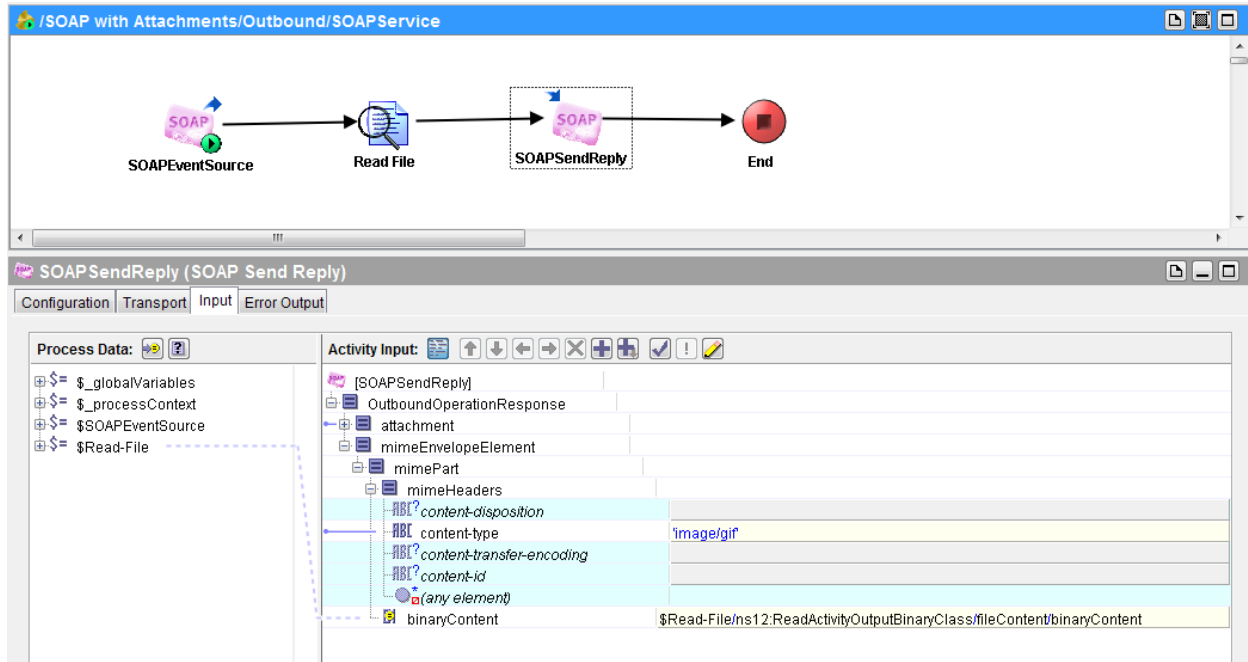 /SOAP with Attachments/Outbound/SOAPService
SOAP
SOAP
SOAPEventSource
Read File
SOAPSendReply
End
SOAPSendReply (SOAP Send Reply)
Configuration Transport Input Error Output
Process Data:
$_globalVariables
$_processContext
$SOAPEventSource
$Read-File
Activity Input:
[SOAPSendReply]
OutboundOperationResponse
attachment
mimeEnvelopeElement
mimePart
mimeHeaders
content-disposition
content-type 'image/gif'
content-transfer-encoding
content-id
(any element)
binaryContent $Read-File/ns12:ReadActivityOutputBinaryClass/fileContent/binaryContent